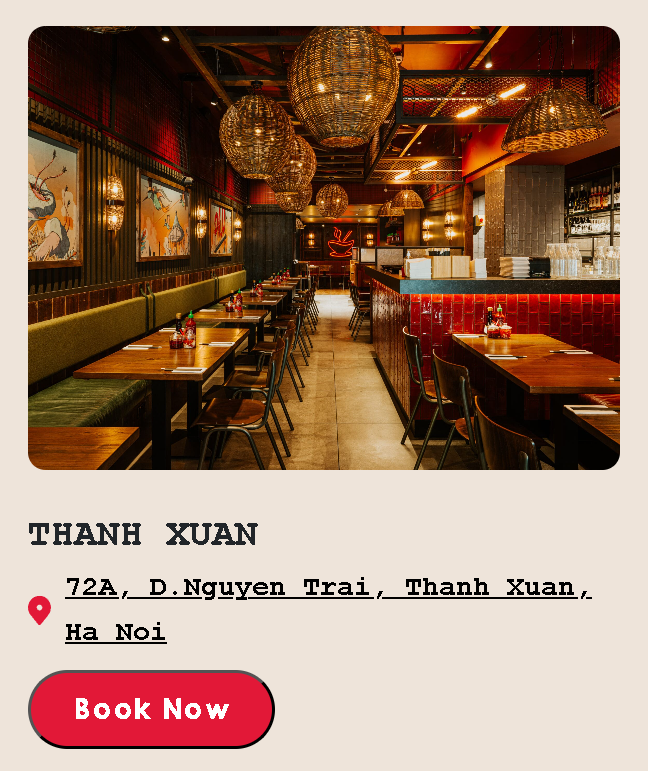 THANH XUAN
72A, D.Nguyen Trai, Thanh Xuan,
Ha Noi
Book Now